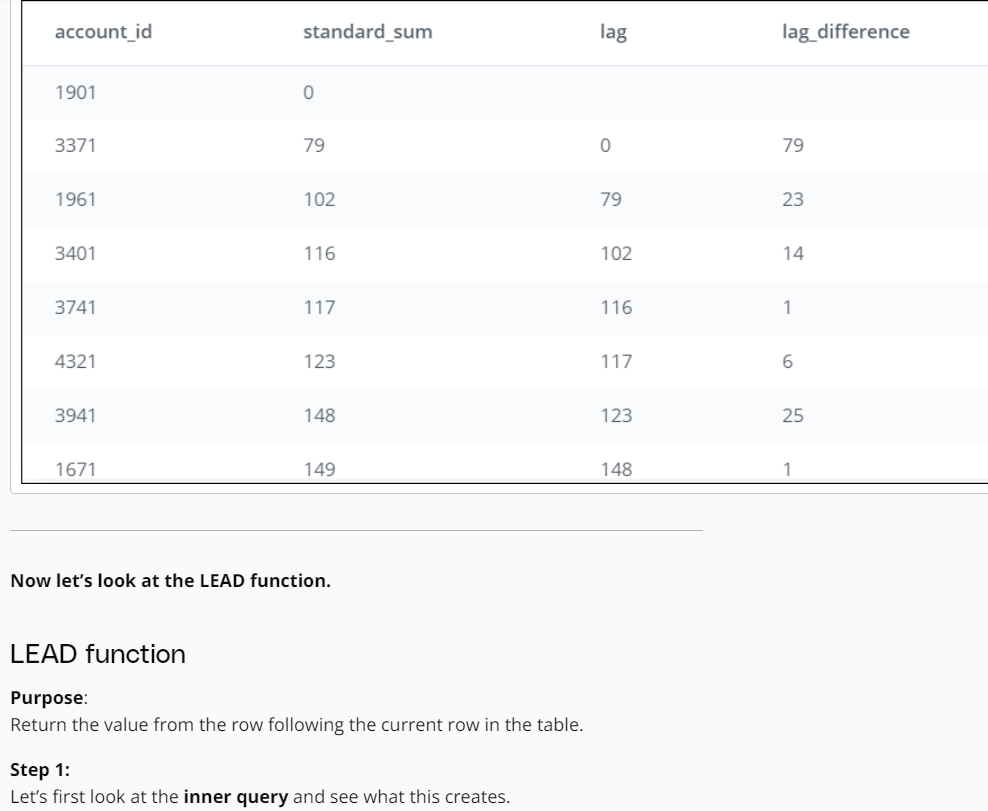 account_id standard_sum lag lag_difference
1901 0
3371 79 0 79
1961 102 79 23
3401 116 102 14
3741 117 116 1
4321 123 117 6
3941 148 123 25
1671 149 148 1
Now let’s look at the LEAD function.
LEAD function
Purpose:
Return the value from the row following the current row in the table.
Step 1:
Let’s first look at the inner query and see what this creates.